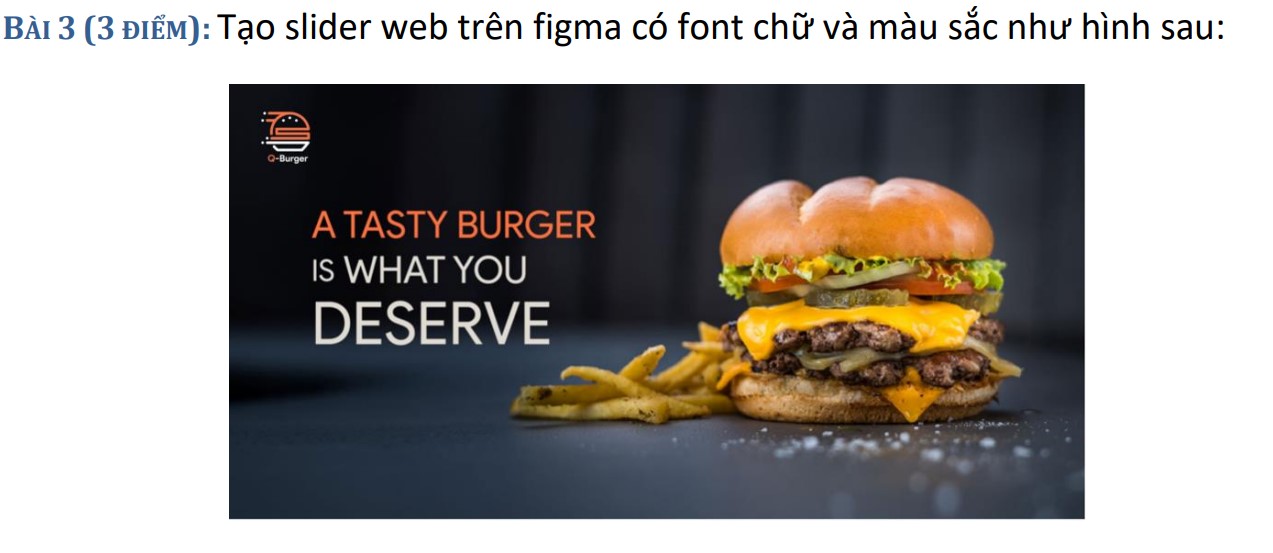 BÀI 3 (3 ĐIỂM): Tạo slider web trên figma có font chữ và màu sắc như hình sau:
Q-Burger
A TASTY BURGER
IS WHAT YOU
DESERVE